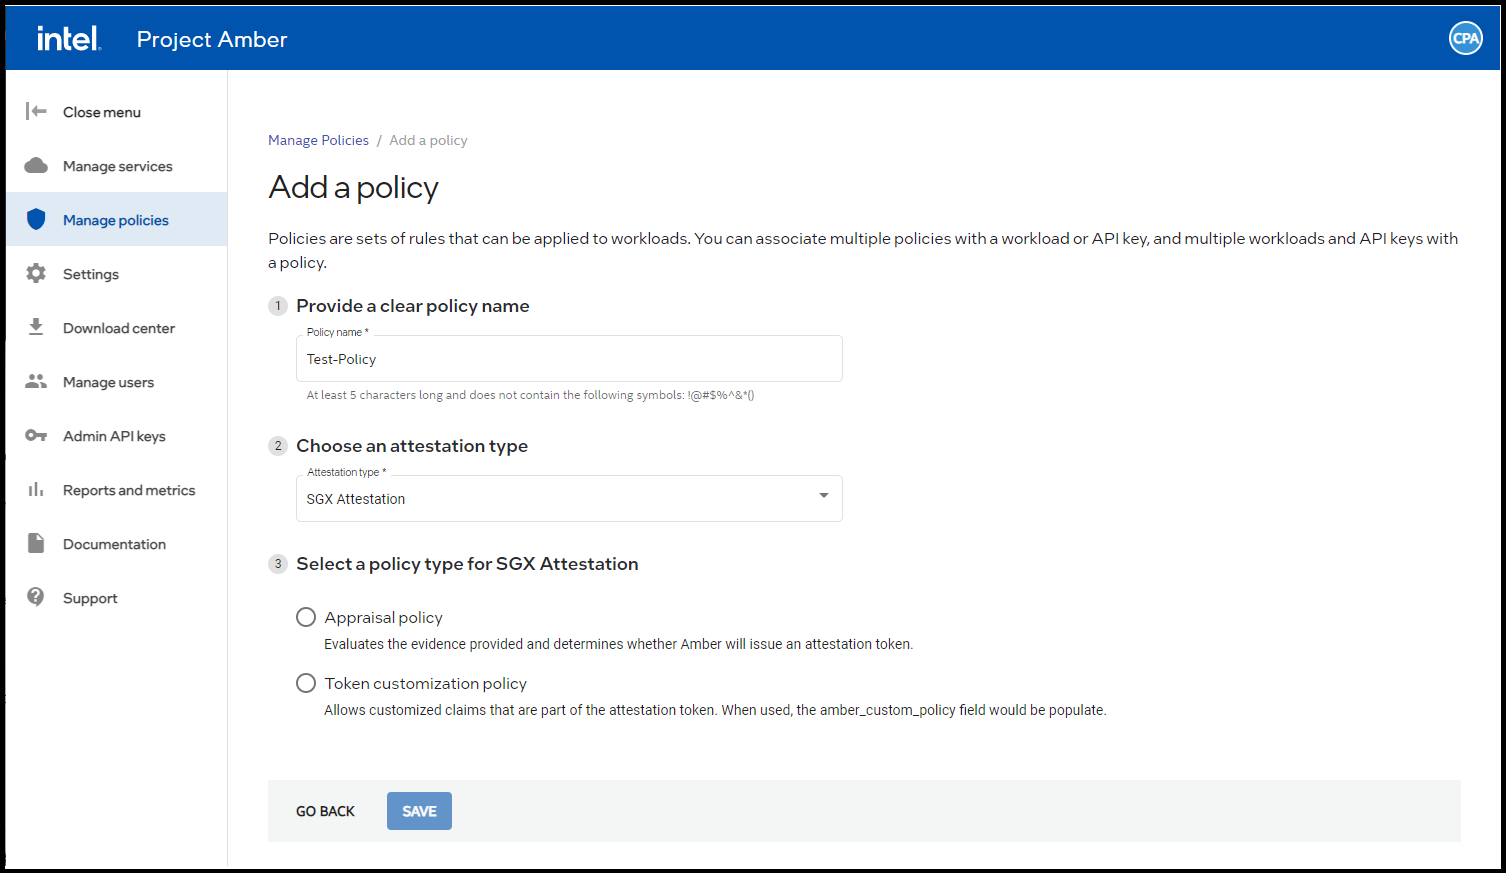 intel.
Project Amber
CPA
Close menu
Manage services
Manage policies
Settings
Download center
Manage users
Admin API keys
Reports and metrics
Documentation
Support
Manage Policies / Add a policy
Add a policy
Policies are sets of rules that can be applied to workloads. You can associate multiple policies with a workload or API key, and multiple workloads and API keys with
a policy.
1 Provide a clear policy name
Policy name *
Test-Policy
At least 5 characters long and does not contain the following symbols: !@#$%^&*()
2 Choose an attestation type
Attestation type *
SGX Attestation
3 Select a policy type for SGX Attestation
Appraisal policy
Evaluates the evidence provided and determines whether Amber will issue an attestation token.
Token customization policy
Allows customized claims that are part of the attestation token. When used, the amber_custom_policy field would be populate.
GO BACK
SAVE